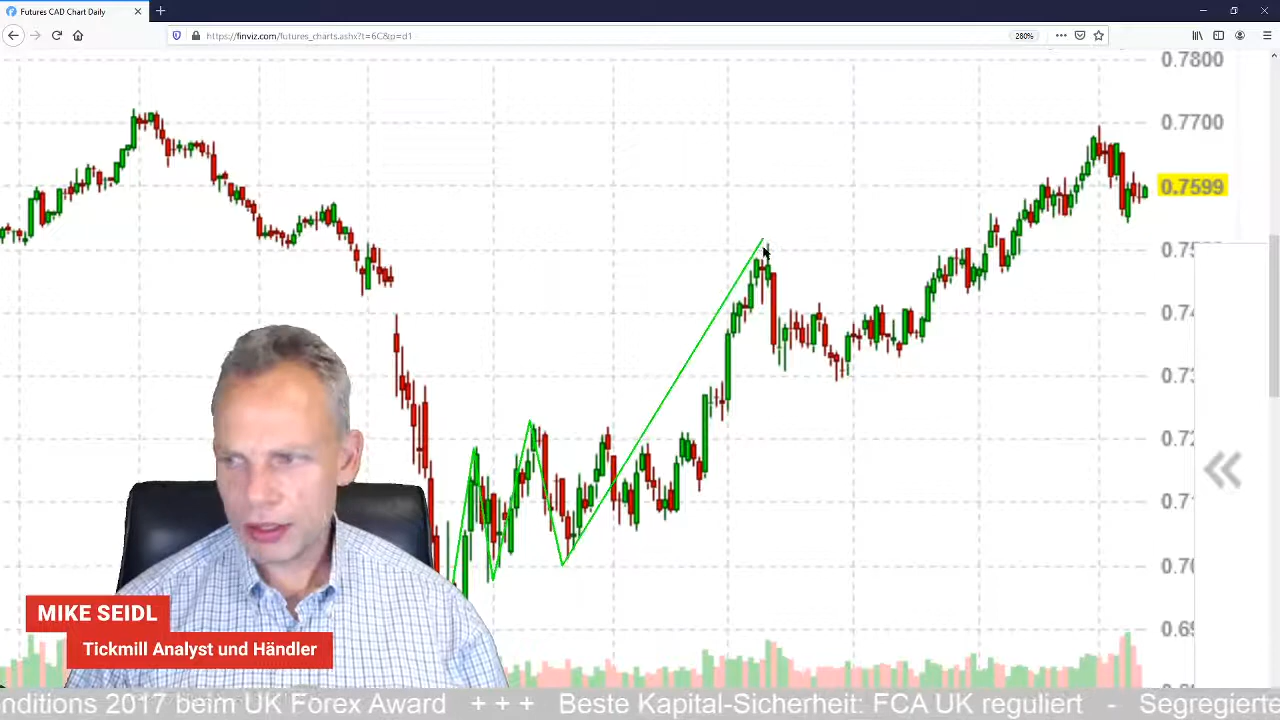 Futures CAD Chart Daily
https://finviz.com/futures_charts.ashx?t=6C&p=d1
280%
0.7800
0.7700
0.7599
MIKE SEIDL
Tickmill Analyst und Händler
nditions 2017 beim UK Forex Award + + + Beste Kapital-Sicherheit: FCA UK reguliert - Segregierte